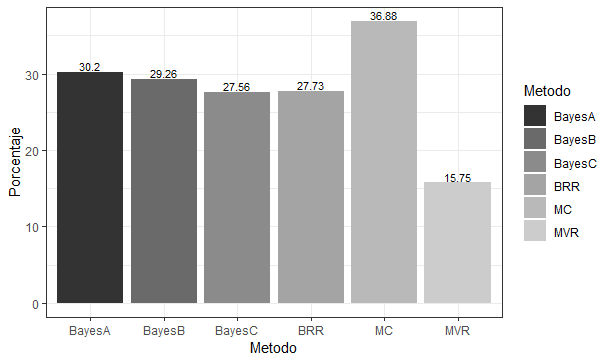 36.88
30.2
29.26
27.56
27.73
15.75
30
20
10
0
Porcentaje
BayesA BayesB BayesC BRR MC MVR
Metodo
Metodo
BayesA
BayesB
BayesC
BRR
MC
MVR